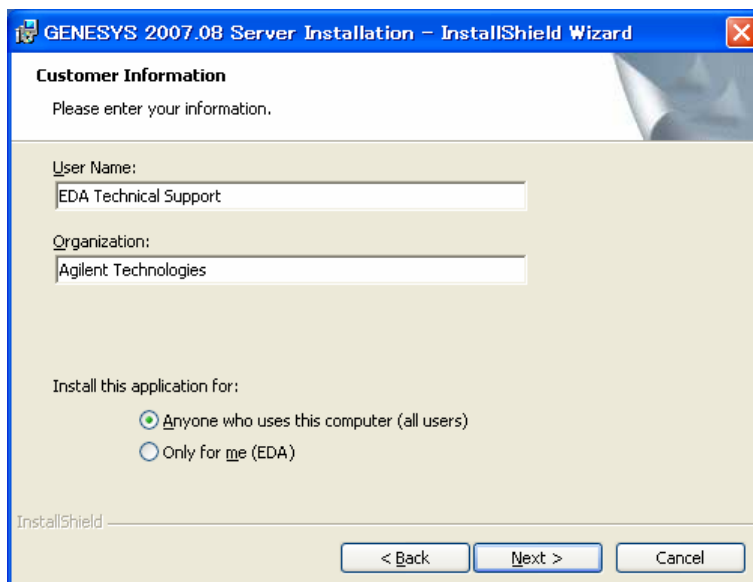 GENESYS 2007.08 Server Installation - InstallShield Wizard
Customer Information
Please enter your information.
User Name:
EDA Technical Support
Organization:
Agilent Technologies
Install this application for:
Anyone who uses this computer (all users)
Only for me (EDA)
InstallShield
< Back Next > Cancel